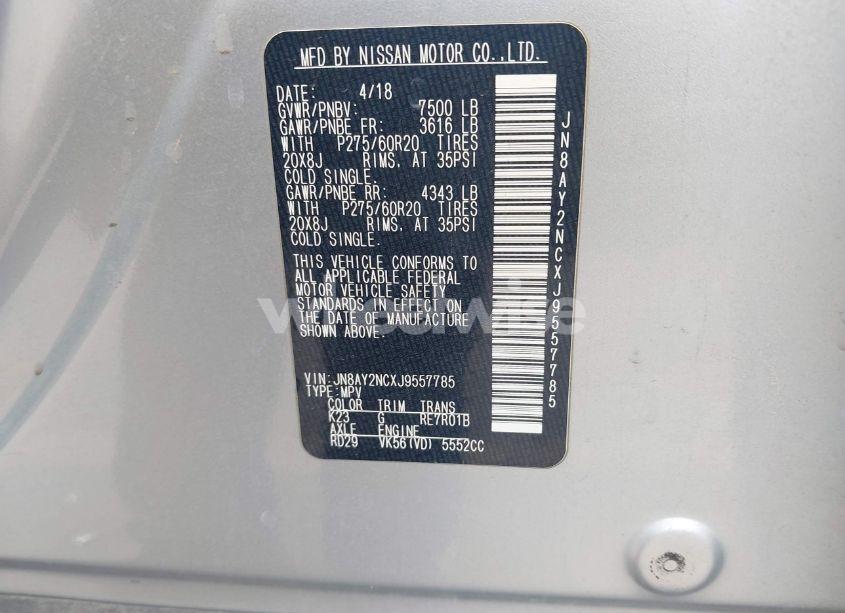 MFD BY NISSAN MOTOR CO.,LTD.
DATE: 4/18
GVWR/PNBV: 7500 LB
GAWR/PNBE FR: 3616 LB
WITH P275/60R20 TIRES
20X8J RIMS, AT 35PSI
COLD SINGLE.
GAWR/PNBE RR: 4343 LB
WITH P275/60R20 TIRES
20X8J RIMS, AT 35PSI
COLD SINGLE.
THIS VEHICLE CONFORMS TO
ALL APPLICABLE FEDERAL
MOTOR VEHICLE SAFETY
STANDARDS IN EFFECT ON
THE DATE OF MANUFACTURE
SHOWN ABOVE.
VIN:JN8AY2NCXJ9557785
TYPE:MPV
COLOR TRIM TRANS
K23 G RE7R01B
AXLE ENGINE
RD29 VK56(VD) 5552CC
JN8AY2NCXJ9557785